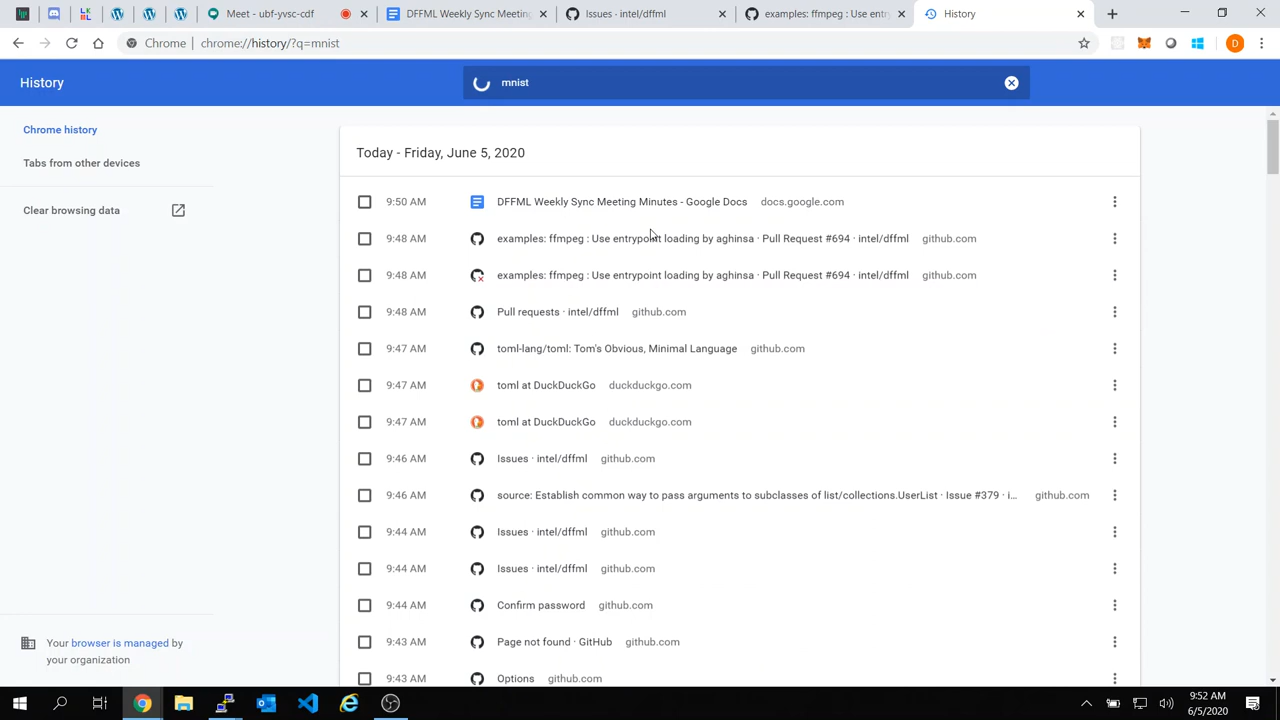 Meet - ubf-yvsc-cdf
DFFML Weekly Sync Meeting
Issues - intel/dffml
examples: ffmpeg : Use entry
History
Chrome
chrome://history/?q=mnist
D
History
mnist
Chrome history
Tabs from other devices
Clear browsing data
Today - Friday, June 5, 2020
9:50 AM DFFML Weekly Sync Meeting Minutes - Google Docs docs.google.com
9:48 AM examples: ffmpeg : Use entrypoint loading by aghinsa · Pull Request #694 · intel/dffml github.com
9:48 AM examples: ffmpeg : Use entrypoint loading by aghinsa · Pull Request #694 · intel/dffml github.com
9:48 AM Pull requests · intel/dffml github.com
9:47 AM toml-lang/toml: Tom's Obvious, Minimal Language github.com
9:47 AM toml at DuckDuckGo duckduckgo.com
9:47 AM toml at DuckDuckGo duckduckgo.com
9:46 AM Issues · intel/dffml github.com
9:46 AM source: Establish common way to pass arguments to subclasses of list/collections.UserList · Issue #379 · i... github.com
9:44 AM Issues · intel/dffml github.com
9:44 AM Issues · intel/dffml github.com
9:44 AM Confirm password github.com
9:43 AM Page not found · GitHub github.com
9:43 AM Options github.com
Your browser is managed by
your organization
9:52 AM
6/5/2020